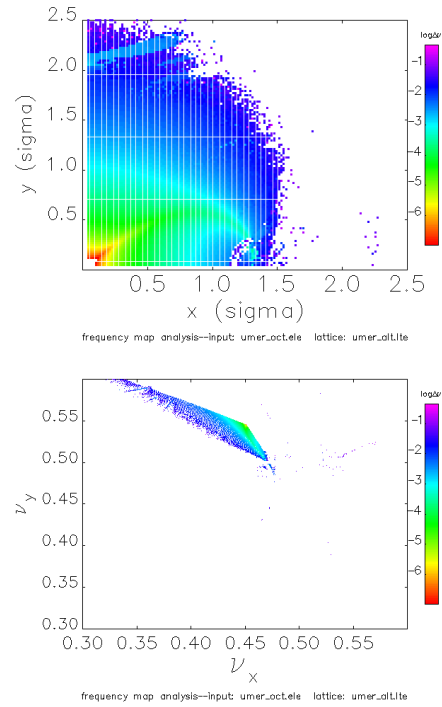 logΔν
2.5
2.0
1.5
1.0
0.5
y (sigma)
-1
-2
-3
-4
-5
-6
0.5 1.0 1.5 2.0 2.5
x (sigma)
frequency map analysis--input: umer_oct.ele lattice: umer_alt.lte
logΔν
0.55
0.50
0.45
0.40
0.35
0.30
ν_y
-1
-2
-3
-4
-5
-6
0.30 0.35 0.40 0.45 0.50 0.55
ν_x
frequency map analysis--input: umer_oct.ele lattice: umer_alt.lte